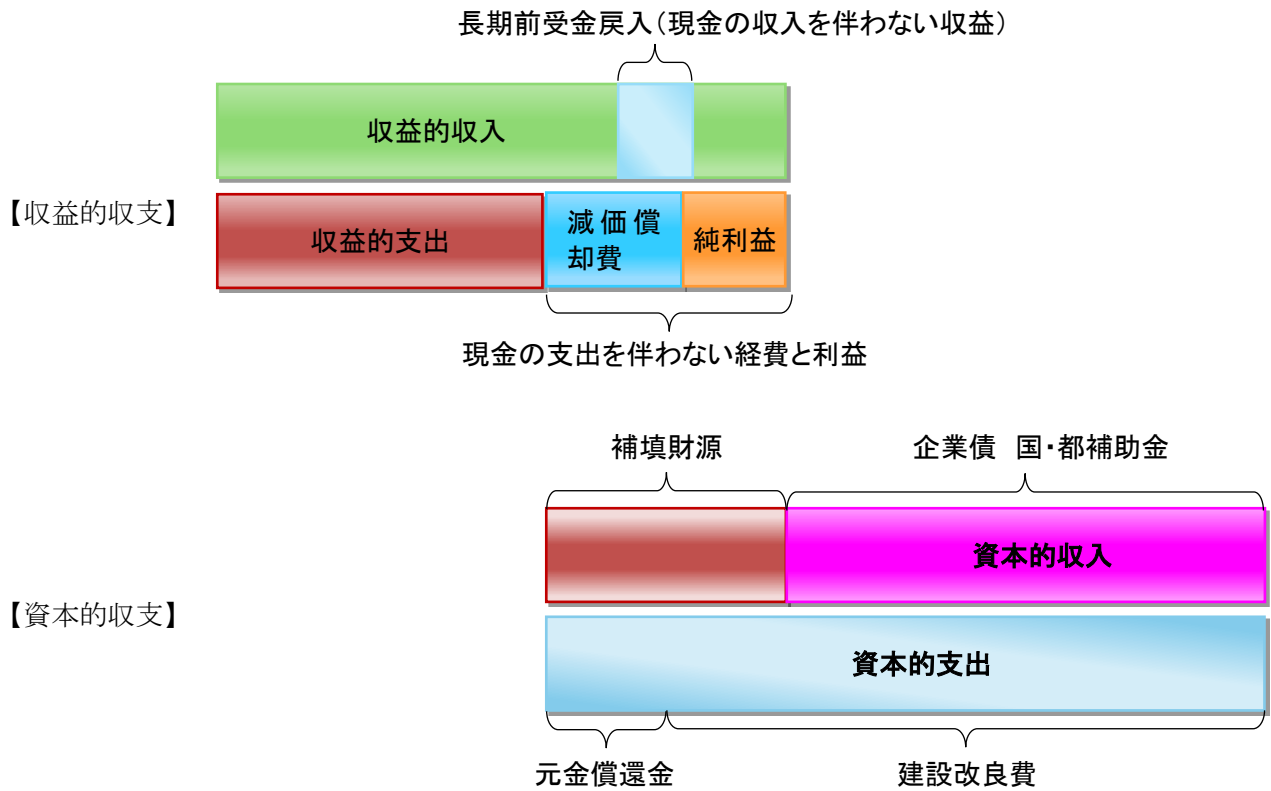 長期前受金戻入（現金の収入を伴わない収益）
収益的収入
【収益的収支】
収益的支出
減価償
却費
純利益
現金の支出を伴わない経費と利益
補填財源
企業債　国・都補助金
資本的収入
【資本的収支】
資本的支出
元金償還金
建設改良費